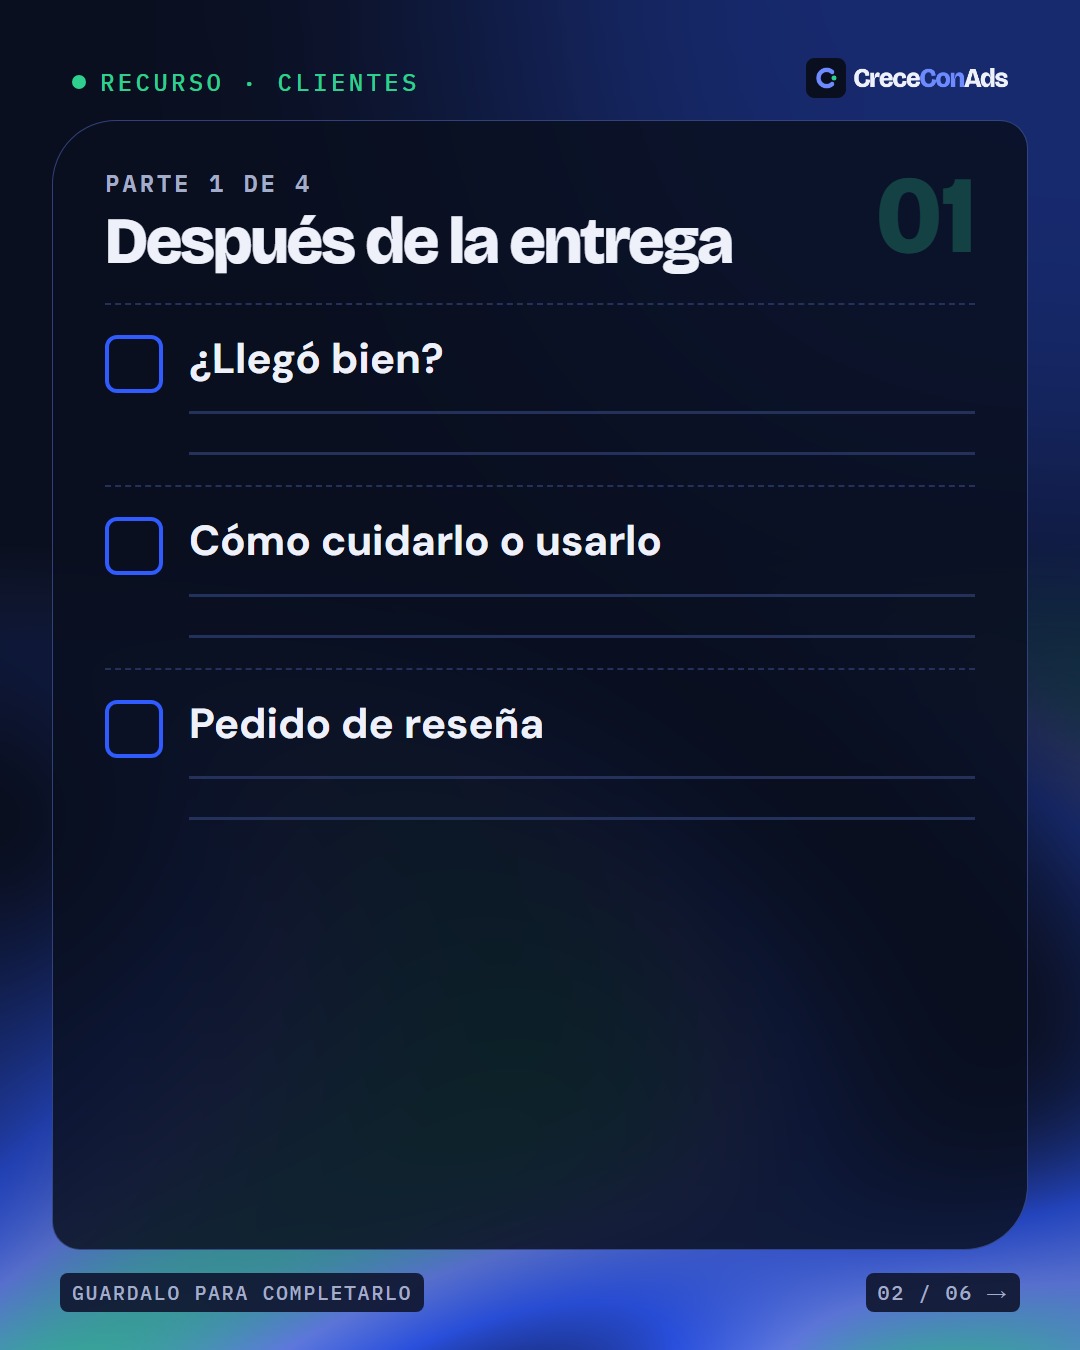 RECURSO · CLIENTES
CreceConAds
PARTE 1 DE 4
01
Después de la entrega
¿Llegó bien?
Cómo cuidarlo o usarlo
Pedido de reseña
GUARDALO PARA COMPLETARLO
02 / 06 →